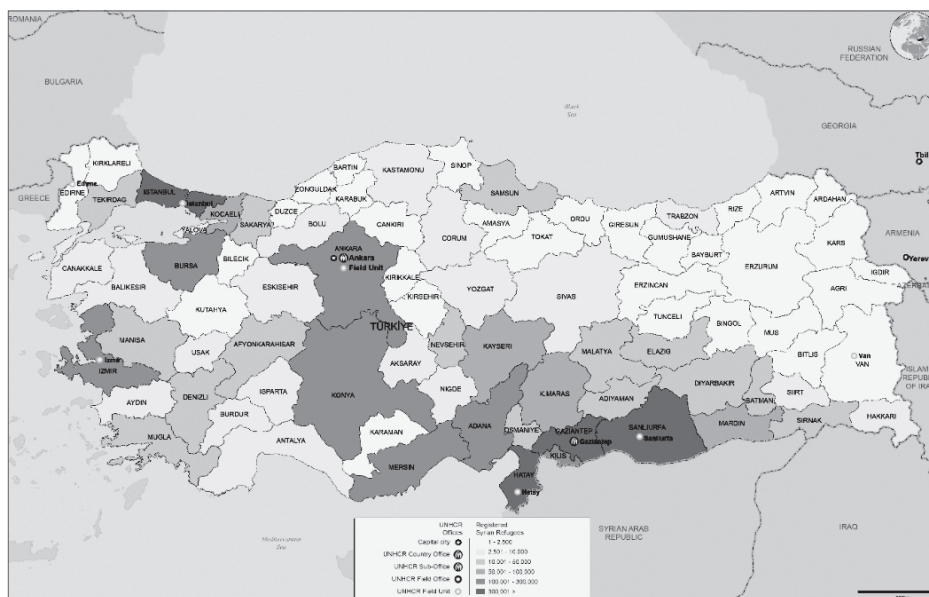 ROMANIA
RUSSIAN
FEDERATION
BULGARIA
Black
Sea
GEORGIA
GREECE
ARMENIA
KIRKLARELI
Edirne
EDIRNE
TEKIRDAG
ISTANBUL
Istanbul
KOCAELI
YALOVA
SAKARYA
DUZCE
ZONGULDAK
BARTIN
KARABUK
KASTAMONU
SINOP
SAMSUN
BOLU
CANKIRI
CORUM
AMASYA
TOKAT
ORDU
GIRESUN
TRABZON
GUMUSHANE
BAYBURT
RIZE
ARTVIN
ARDAHAN
KARS
IGDIR
AGRI
ERZURUM
ERZINCAN
CANAKKALE
BALIKESIR
BURSA
BILECIK
KUTAHYA
ESKISEHIR
ANKARA
Ankara
Field Unit
KIRIKKALE
KIRSEHIR
YOZGAT
SIVAS
TUNCELI
BINGOL
MUS
BITLIS
Van
VAN
TÜRKİYE
MANISA
Izmir
IZMIR
USAK
AFYONKARAHISAR
AKSARAY
NEVSEHIR
KAYSERI
MALATYA
ELAZIG
DIYARBAKIR
BATMAN
SIIRT
HAKKARI
SIRNAK
MARDIN
AYDIN
DENIZLI
MUGLA
BURDUR
ISPARTA
ANTALYA
KONYA
KARAMAN
NIGDE
MERSIN
ADANA
OSMANIYE
K.MARAS
ADIYAMAN
GAZIANTEP
Gaziantep
KILIS
SANLIURFA
Sanliurfa
HATAY
Hatay
SYRIAN ARAB
REPUBLIC
IRAQ
Mediterranean
Sea
UNHCR
Offices
Capital city
UNHCR Country Office
UNHCR Sub-Office
UNHCR Field Office
UNHCR Field Unit
Registered
Syrian Refugees
1 - 2.500
2.501 - 10.000
10.001 - 50.000
50.001 - 100.000
100.001 - 300.000
300.001 >